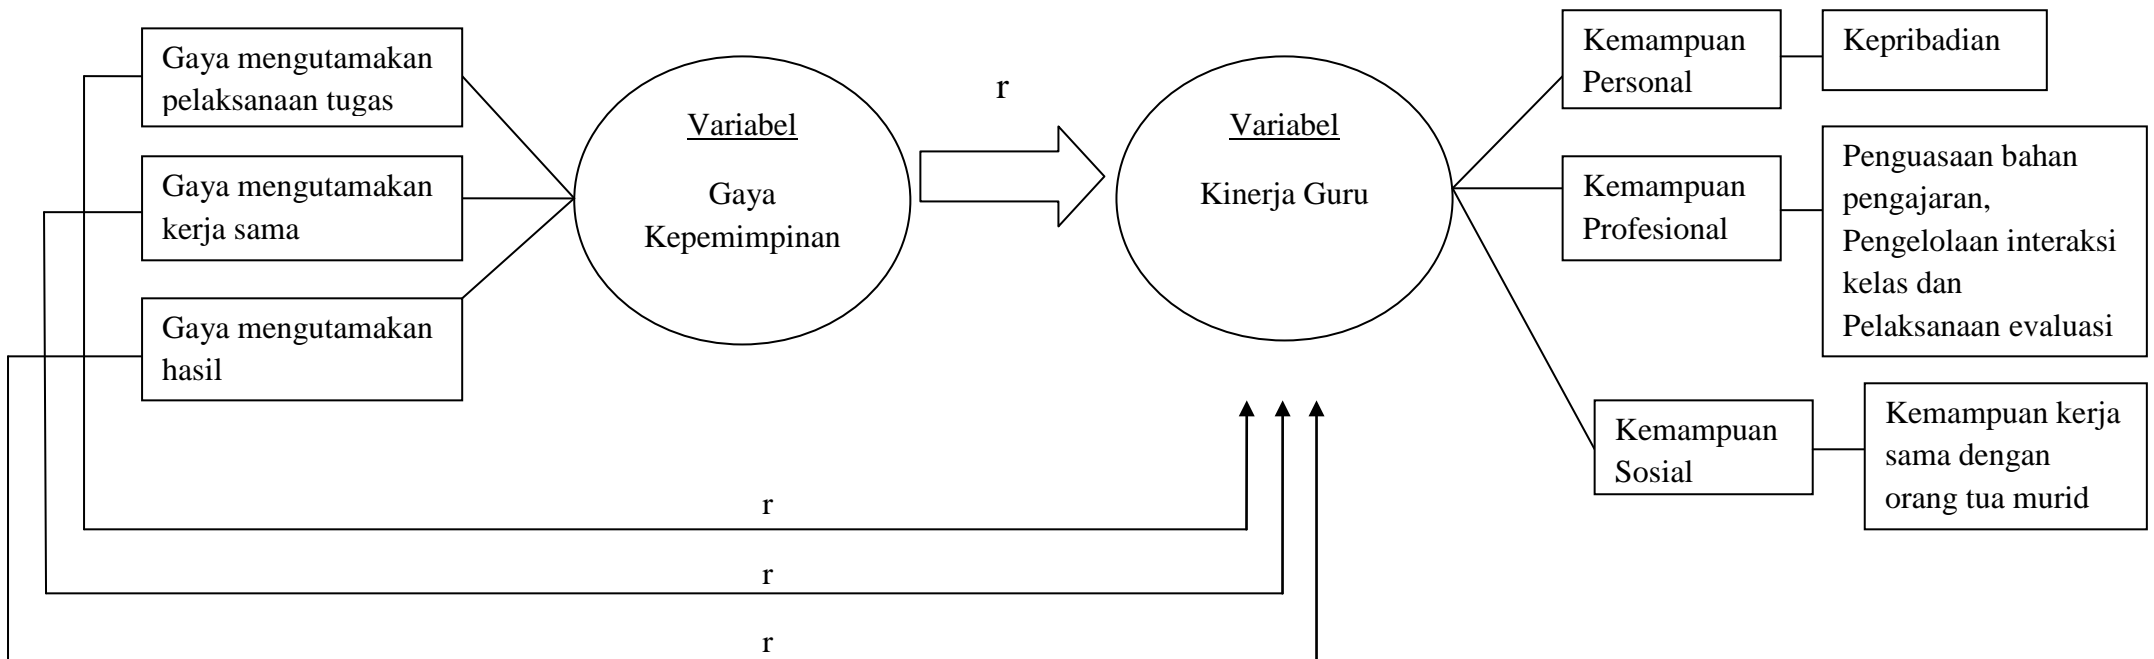 Gaya mengutamakan
pelaksanaan tugas
Gaya mengutamakan
kerja sama
Gaya mengutamakan
hasil
Variabel
Gaya
Kepemimpinan
r
Variabel
Kinerja Guru
Kemampuan
Personal
Kepribadian
Kemampuan
Profesional
Penguasaan bahan
pengajaran,
Pengelolaan interaksi
kelas dan
Pelaksanaan evaluasi
Kemampuan
Sosial
Kemampuan kerja
sama dengan
orang tua murid
r
r
r